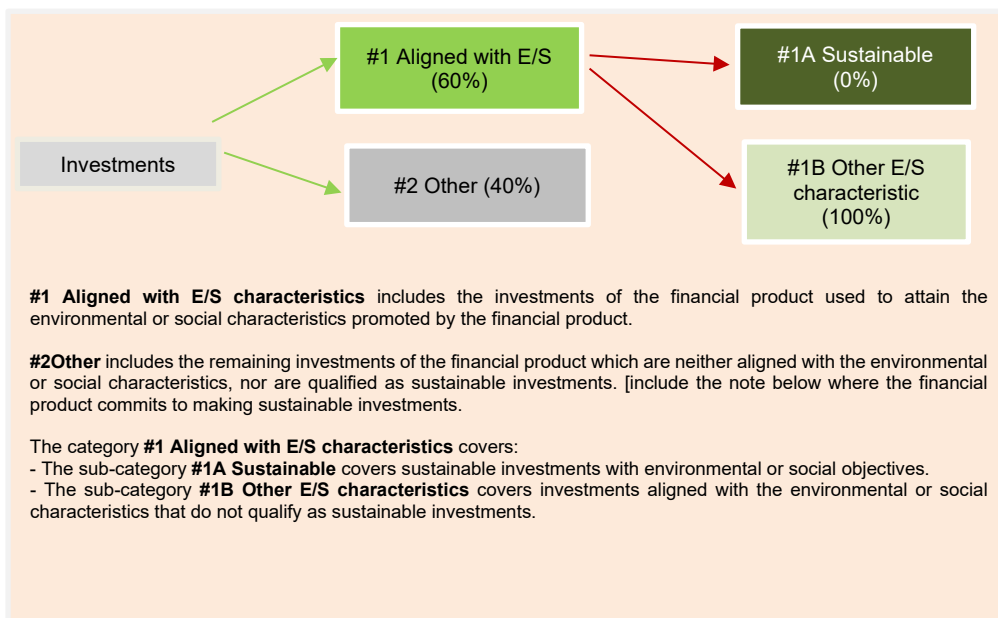 #1 Aligned with E/S
(60%)
#1A Sustainable
(0%)
Investments
#2 Other (40%)
#1B Other E/S
characteristic
(100%)
#1 Aligned with E/S characteristics includes the investments of the financial product used to attain the
environmental or social characteristics promoted by the financial product.
#2Other includes the remaining investments of the financial product which are neither aligned with the environmental
or social characteristics, nor are qualified as sustainable investments. [include the note below where the financial
product commits to making sustainable investments.
The category #1 Aligned with E/S characteristics covers:
- The sub-category #1A Sustainable covers sustainable investments with environmental or social objectives.
- The sub-category #1B Other E/S characteristics covers investments aligned with the environmental or social
characteristics that do not qualify as sustainable investments.